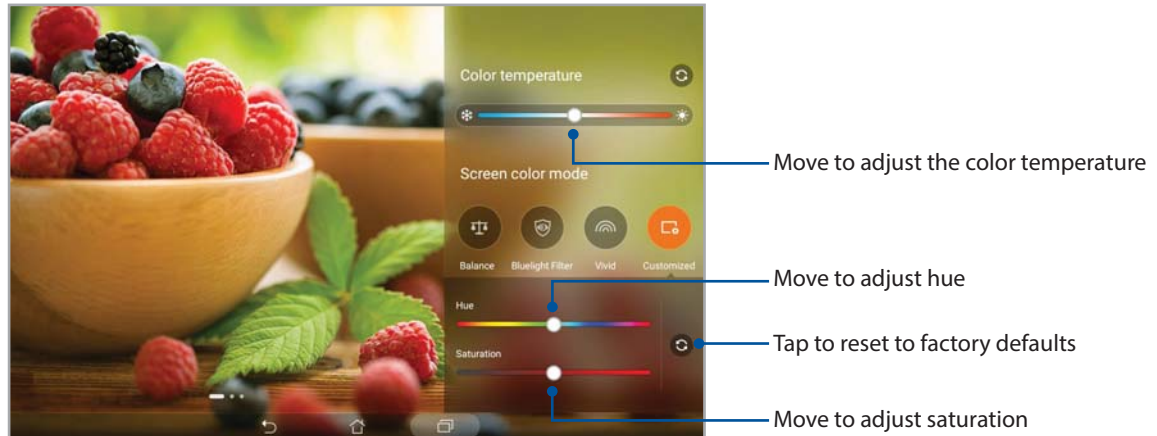 Color temperature
Move to adjust the color temperature
Screen color mode
Balance
Bluelight Filter
Vivid
Customized
Move to adjust hue
Hue
Tap to reset to factory defaults
Saturation
Move to adjust saturation